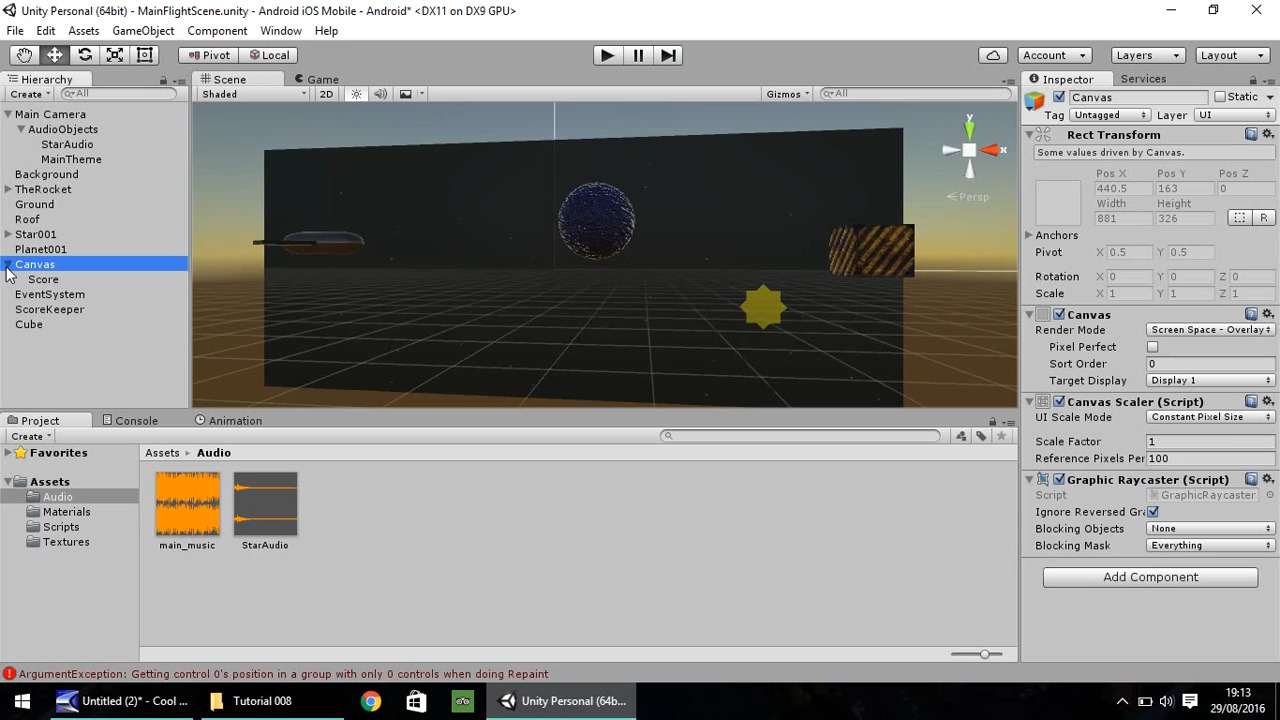 Unity Personal (64bit) - MainFlightScene.unity - Android iOS Mobile - Android* <DX11 on DX9 GPU>
File Edit Assets GameObject Component Window Help
Pivot Local Account Layers Layout
Hierarchy Scene Game Inspector Services
Create All Shaded 2D Gizmos All Canvas Static
Tag Untagged Layer UI
Main Camera
AudioObjects
StarAudio
MainTheme
Background
TheRocket
Ground
Roof
Star001
Planet001
Canvas
Score
EventSystem
ScoreKeeper
Cube
y
x
Persp
Rect Transform
Some values driven by Canvas.
Pos X Pos Y Pos Z
440.5 163 0
Width Height
881 326 R
Anchors
Pivot X 0.5 Y 0.5
Rotation X 0 Y 0 Z 0
Scale X 1 Y 1 Z 1
Canvas
Render Mode Screen Space - Overlay
Pixel Perfect
Sort Order 0
Target Display Display 1
Canvas Scaler (Script)
UI Scale Mode Constant Pixel Size
Scale Factor 1
Reference Pixels Per 100
Graphic Raycaster (Script)
Script GraphicRaycaster
Ignore Reversed Gra
Blocking Objects None
Blocking Mask Everything
Add Component
Project Console Animation
Create
Favorites
Assets
Audio
Materials
Scripts
Textures
Assets Audio
main_music StarAudio
ArgumentException: Getting control 0's position in a group with only 0 controls when doing Repaint
Untitled (2)* - Cool ... Tutorial 008 Unity Personal (64b...
19:13
29/08/2016